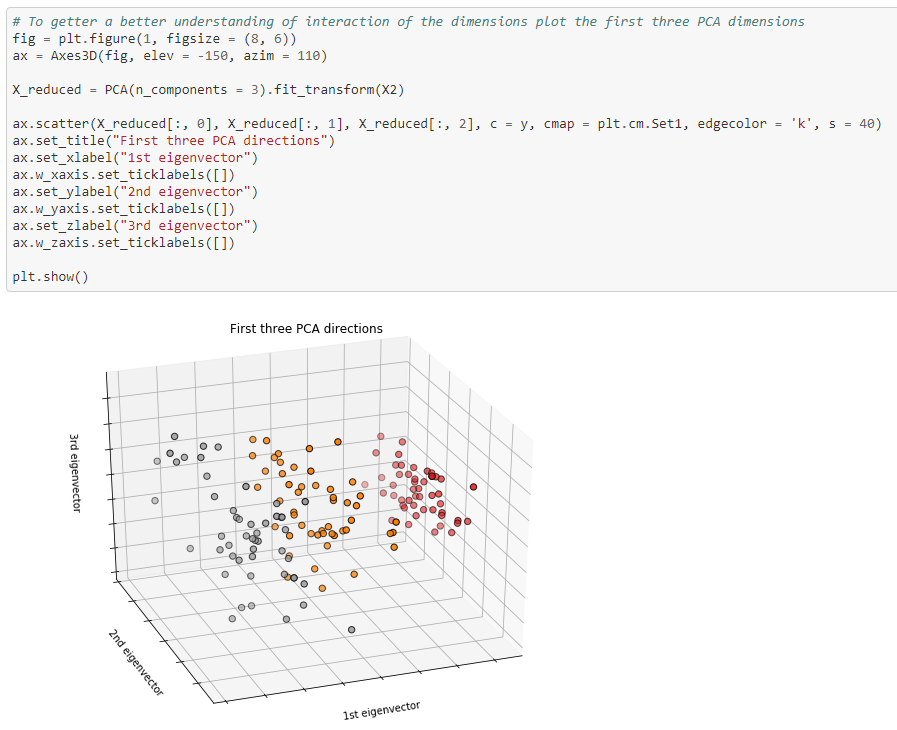 # To getter a better understanding of interaction of the dimensions plot the first three PCA dimensions
fig = plt.figure(1, figsize = (8, 6))
ax = Axes3D(fig, elev = -150, azim = 110)
X_reduced = PCA(n_components = 3).fit_transform(X2)
ax.scatter(X_reduced[:, 0], X_reduced[:, 1], X_reduced[:, 2], c = y, cmap = plt.cm.Set1, edgecolor = 'k', s = 40)
ax.set_title("First three PCA directions")
ax.set_xlabel("1st eigenvector")
ax.w_xaxis.set_ticklabels([])
ax.set_ylabel("2nd eigenvector")
ax.w_yaxis.set_ticklabels([])
ax.set_zlabel("3rd eigenvector")
ax.w_zaxis.set_ticklabels([])
plt.show()
First three PCA directions
3rd eigenvector
2nd eigenvector
1st eigenvector